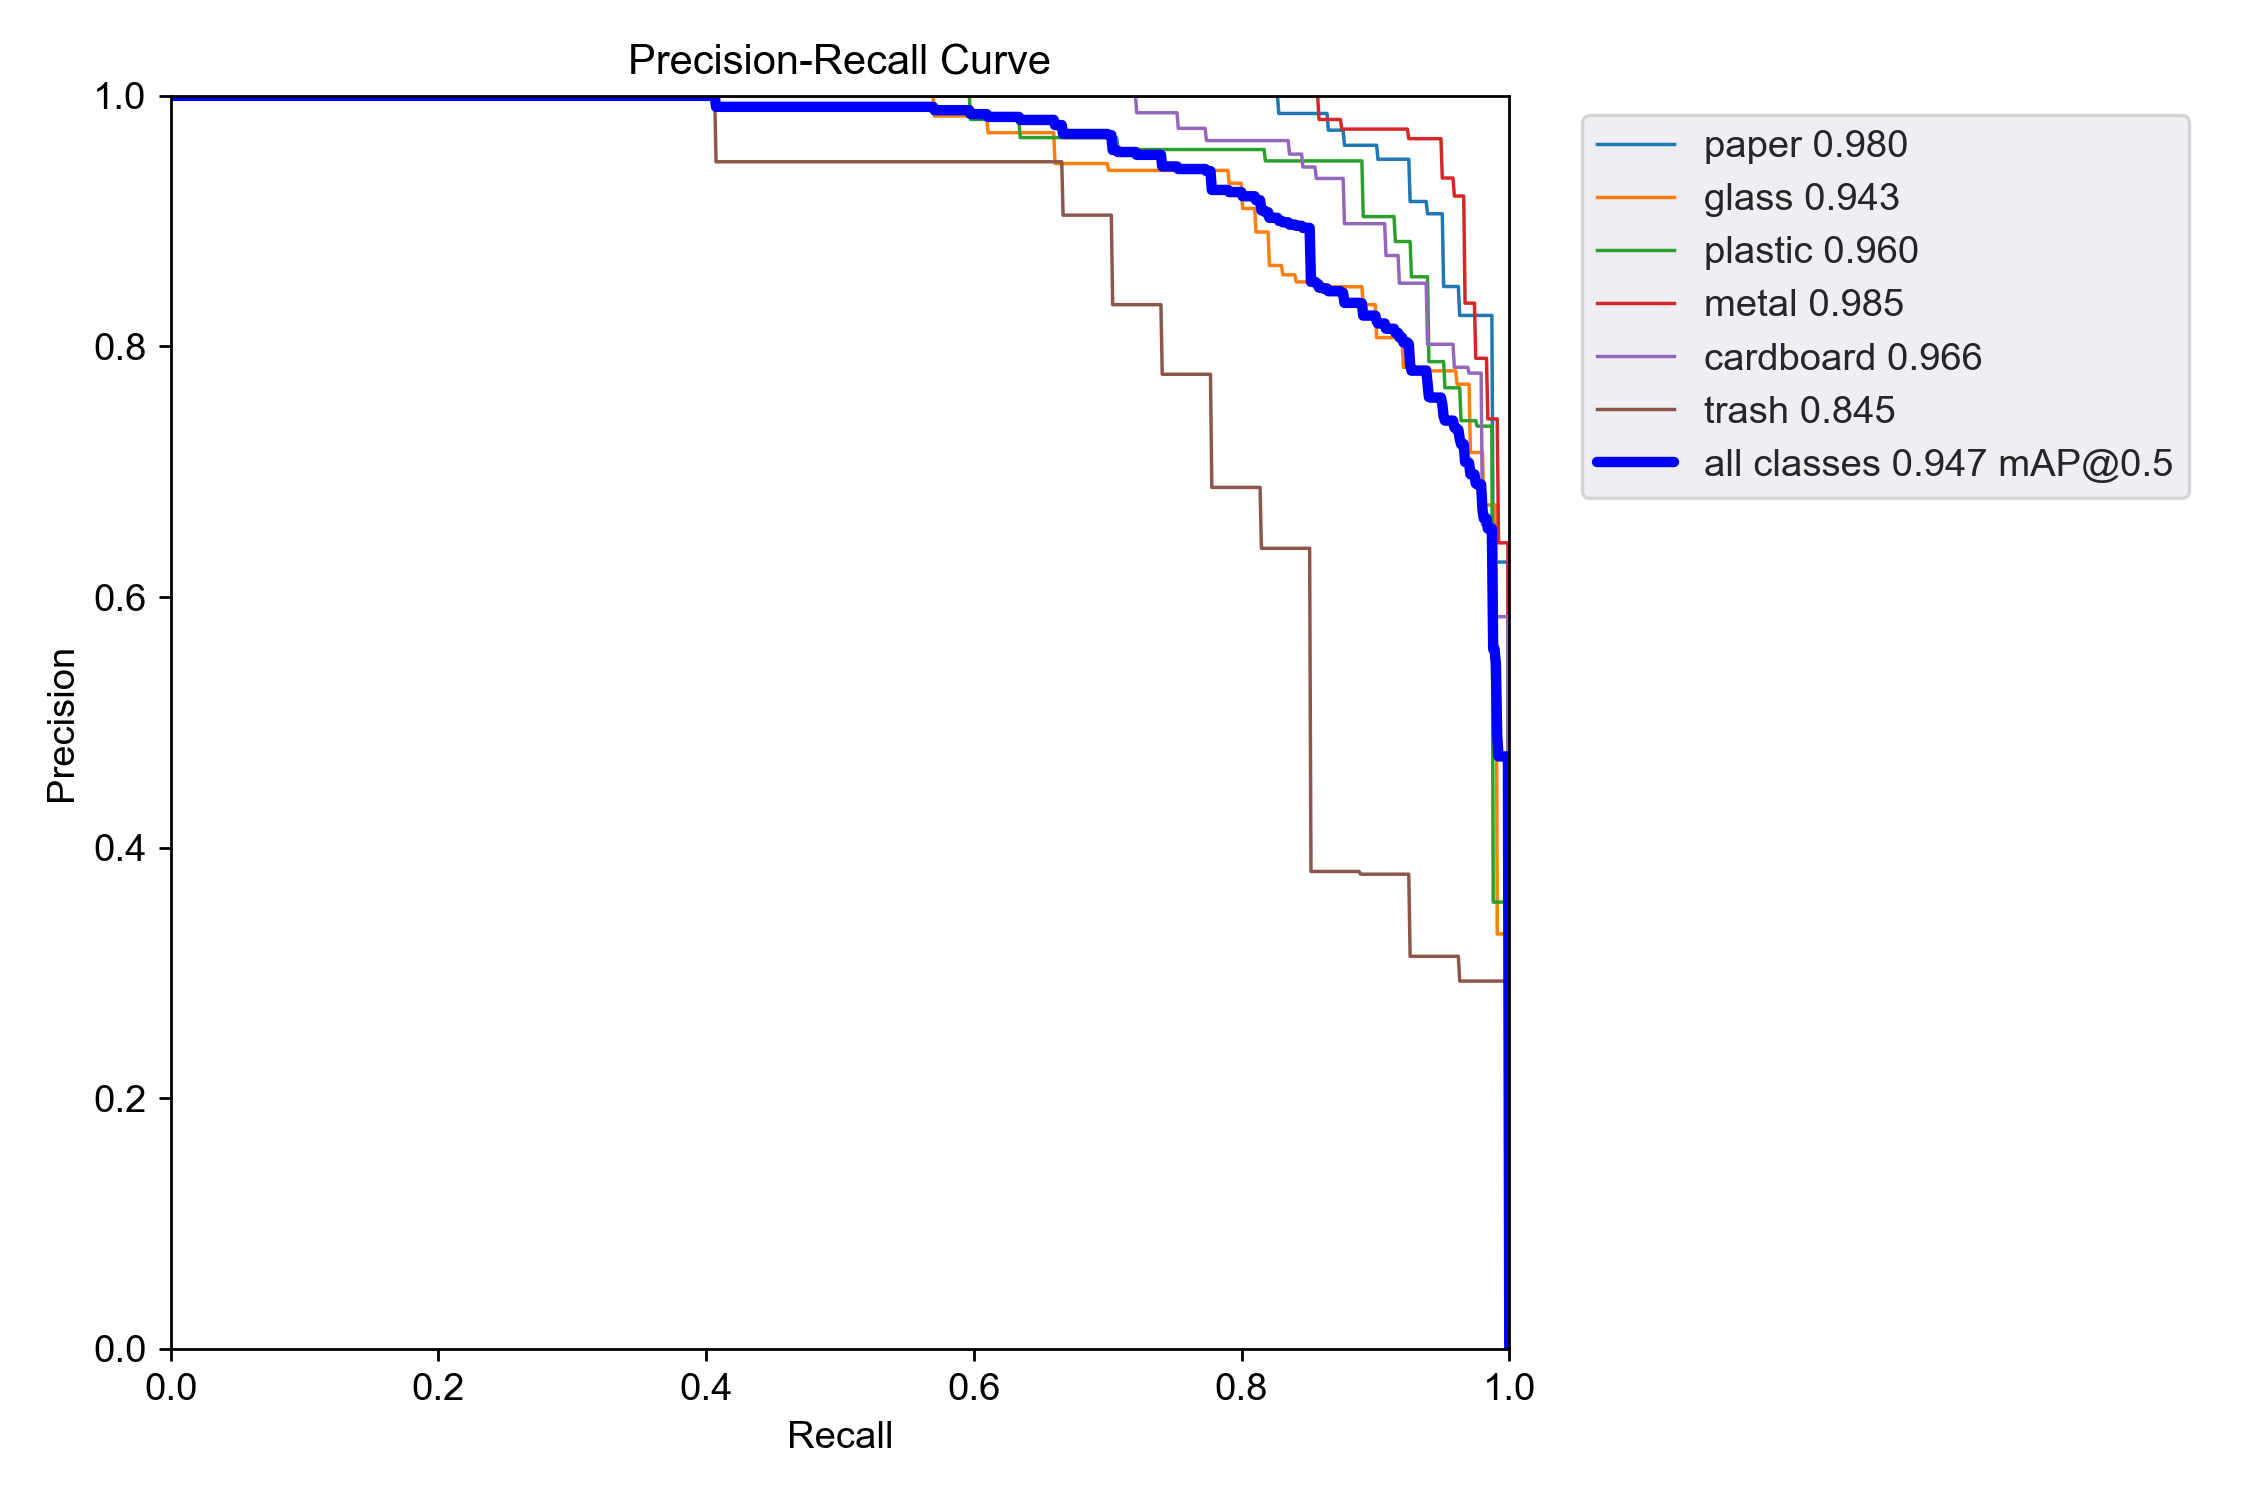 Precision-Recall Curve
1.0
0.8
0.6
0.4
0.2
0.0
Precision
0.0 0.2 0.4 0.6 0.8 1.0
Recall
paper 0.980
glass 0.943
plastic 0.960
metal 0.985
cardboard 0.966
trash 0.845
all classes 0.947 mAP@0.5